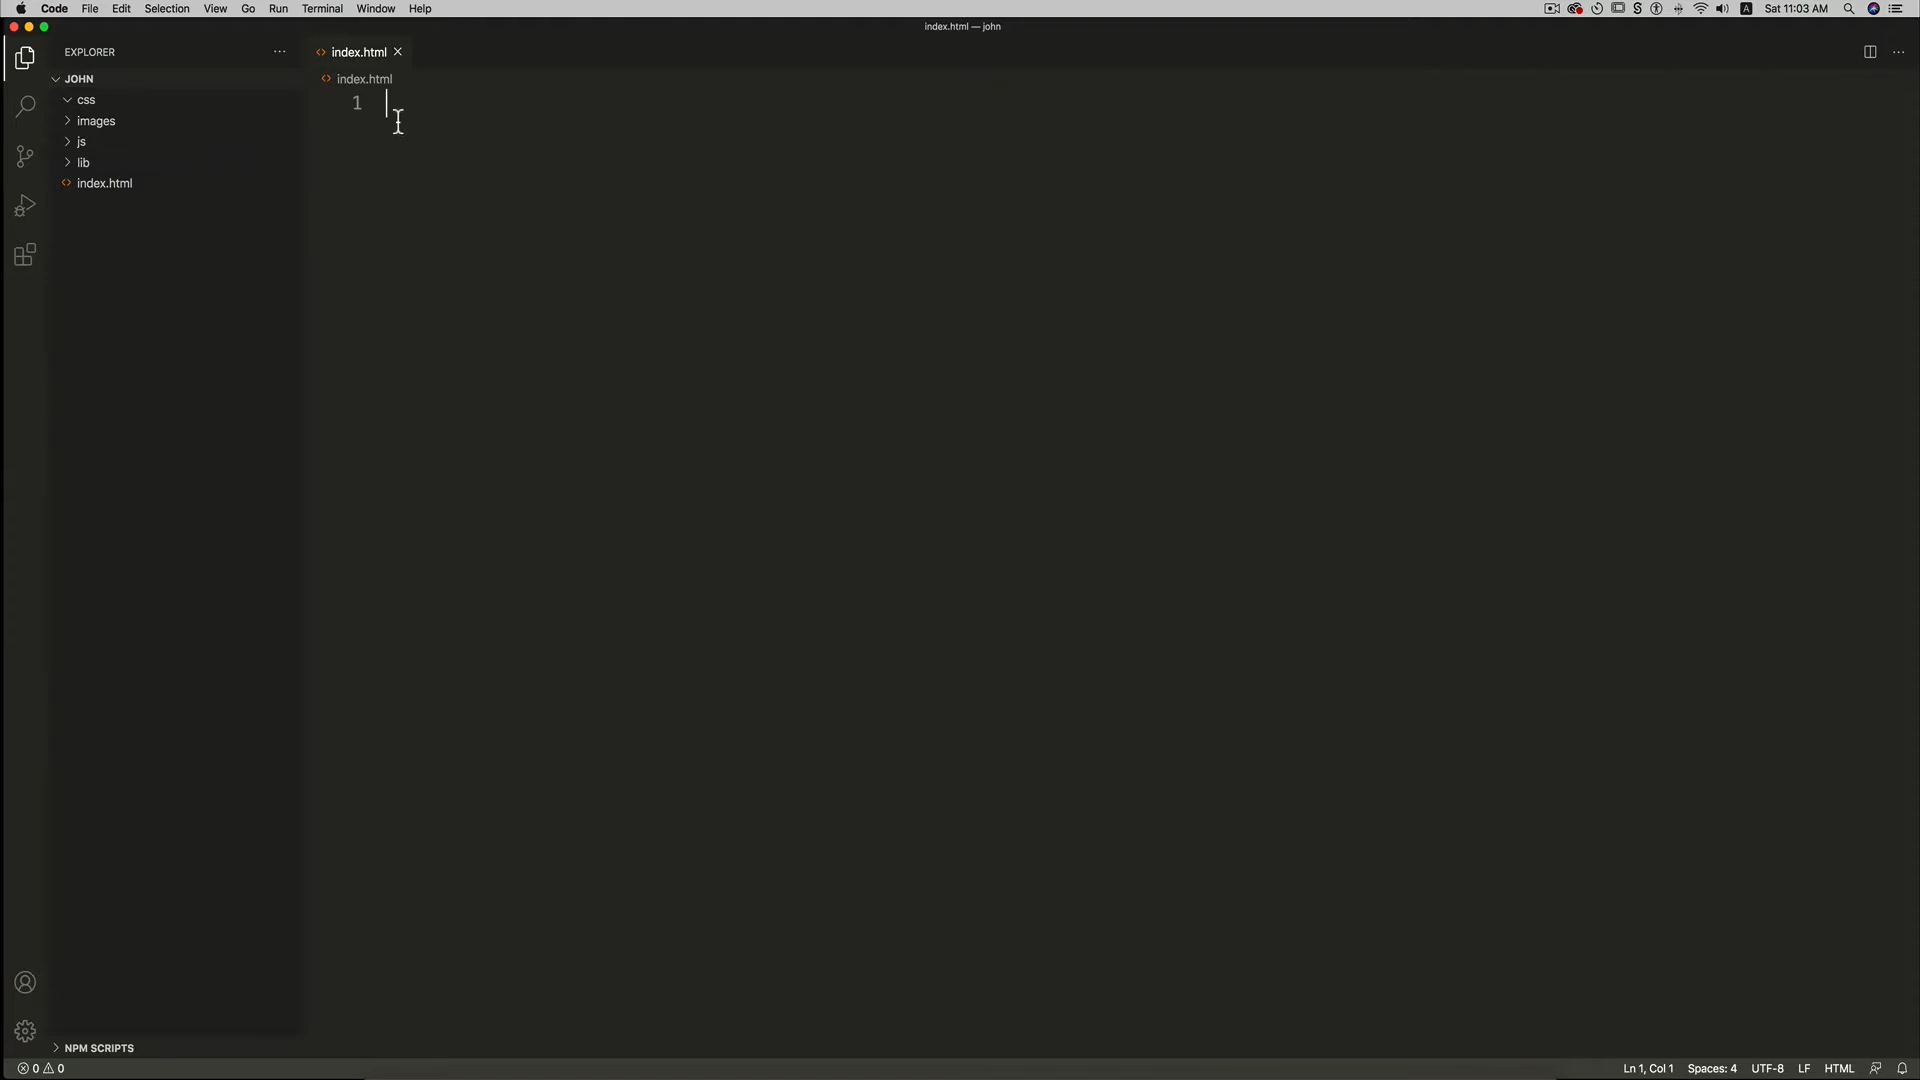 Code File Edit Selection View Go Run Terminal Window Help
Sat 11:03 AM
index.html — john
EXPLORER
index.html
JOHN
index.html
css
1
images
js
lib
index.html
NPM SCRIPTS
0 0
Ln 1, Col 1 Spaces: 4 UTF-8 LF HTML